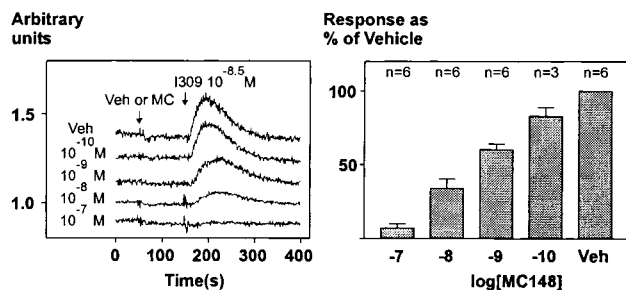 Arbitrary
units
I309 10^-8.5 M
Veh or MC
1.5
Veh
10^-10 M
10^-9 M
10^-8 M
1.0
10^-7 M
0 100 200 300 400
Time(s)
Response as
% of Vehicle
n=6 n=6 n=6 n=3 n=6
100
50
-7 -8 -9 -10 Veh
log[MC148]